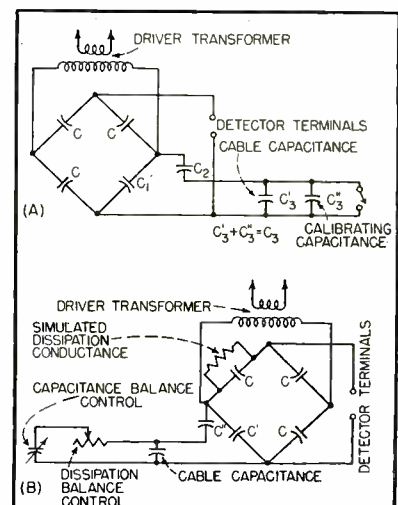 DRIVER TRANSFORMER
C
C
DETECTOR TERMINALS
CABLE CAPACITANCE
C
C₁'
C₂
C₃'
C₃"
(A)
C₃'+C₃"=C₃
CALIBRATING
CAPACITANCE
DRIVER TRANSFORMER
SIMULATED
DISSIPATION
CONDUCTANCE
CAPACITANCE BALANCE
CONTROL
C
C
DETECTOR TERMINALS
C"
C'
C
(B)
DISSIPATION
BALANCE
CONTROL
CABLE CAPACITANCE